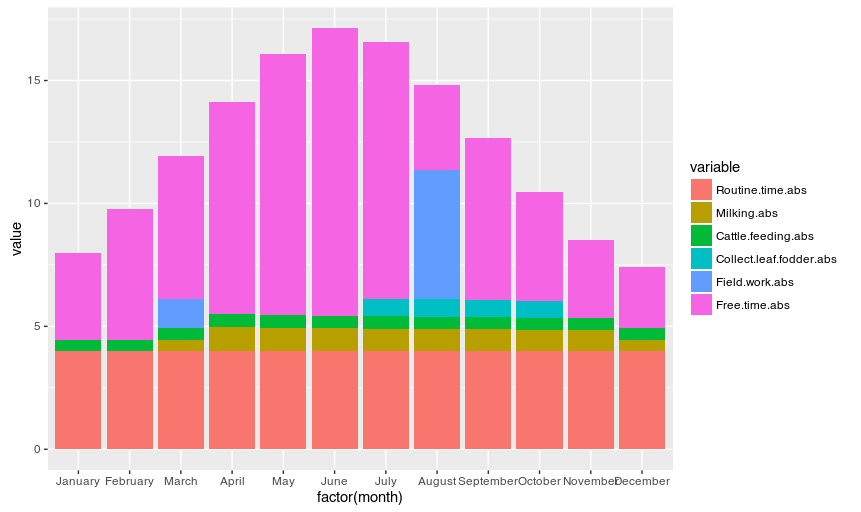 15
10
5
0
value
January February March April May June July August September October November December
factor(month)
variable
Routine.time.abs
Milking.abs
Cattle.feeding.abs
Collect.leaf.fodder.abs
Field.work.abs
Free.time.abs